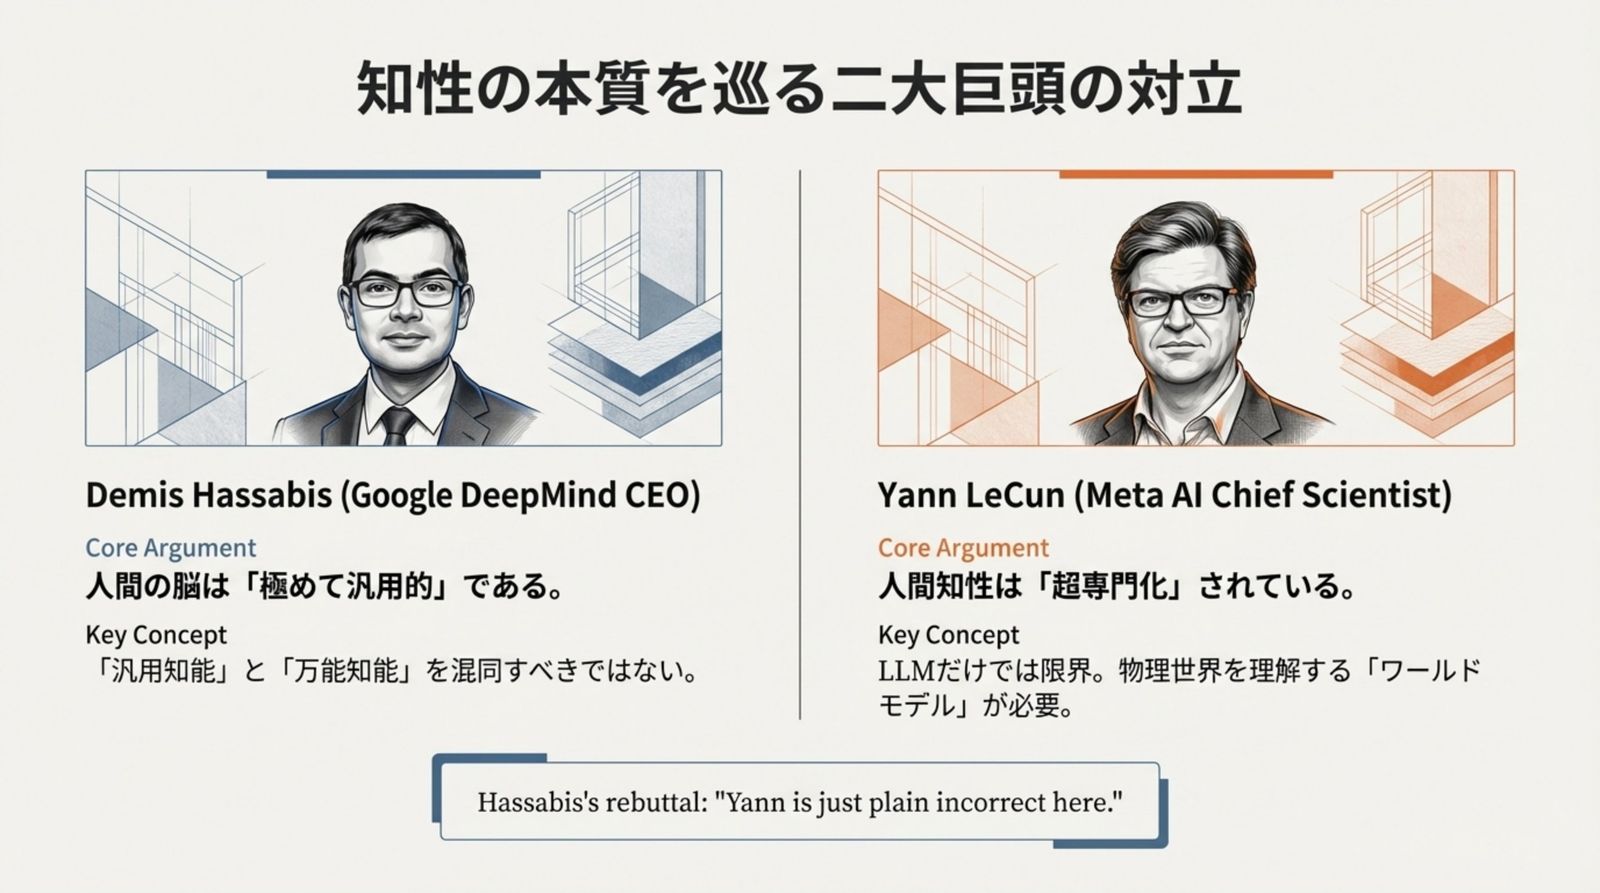 知性の本質を巡る二大巨頭の対立
Demis Hassabis (Google DeepMind CEO)
Core Argument
人間の脳は「極めて汎用的」である。
Key Concept
「汎用知能」と「万能知能」を混同すべきではない。
Yann LeCun (Meta AI Chief Scientist)
Core Argument
人間知性は「超専門化」されている。
Key Concept
LLMだけでは限界。物理世界を理解する「ワールド
モデル」が必要。
Hassabis's rebuttal: "Yann is just plain incorrect here."